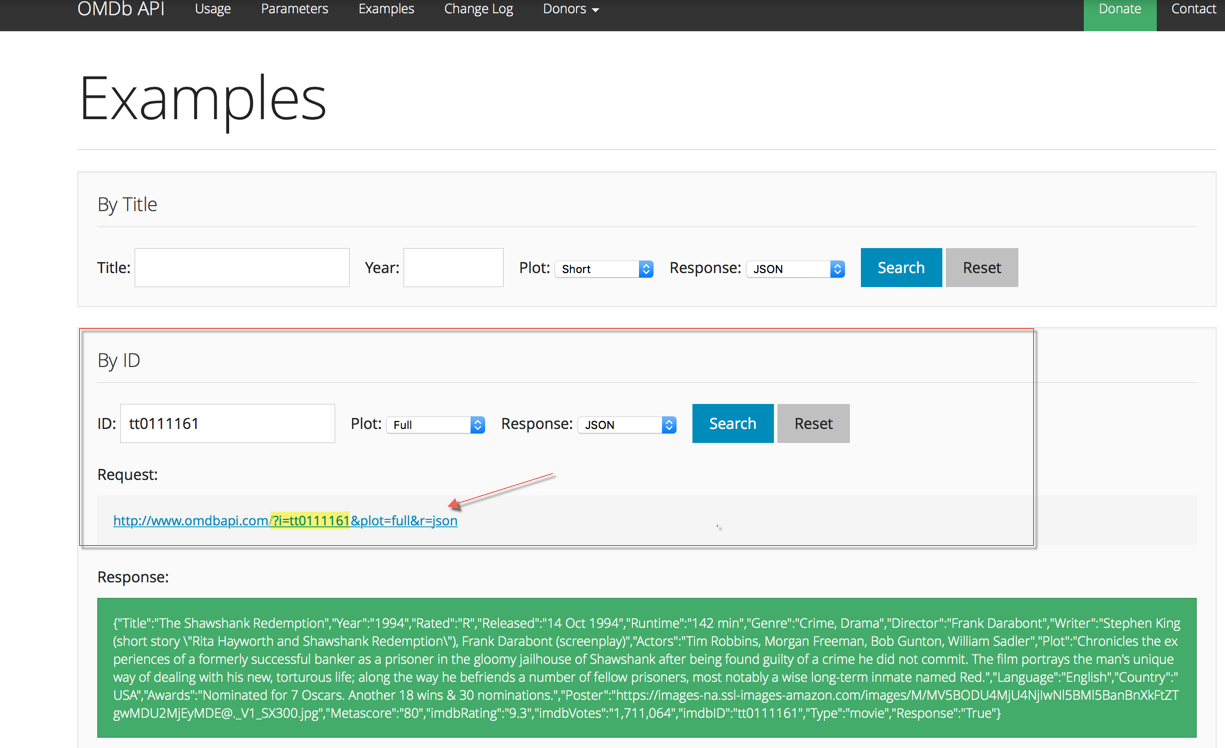 OMDb API Usage Parameters Examples Change Log Donors Donate Contact
Examples
By Title
Title: Year: Plot: Short Response: JSON Search Reset
By ID
ID: tt0111161 Plot: Full Response: JSON Search Reset
Request:
http://www.omdbapi.com/?i=tt0111161&plot=full&r=json
Response:
{"Title":"The Shawshank Redemption","Year":"1994","Rated":"R","Released":"14 Oct 1994","Runtime":"142 min","Genre":"Crime, Drama","Director":"Frank Darabont","Writer":"Stephen King
(short story \"Rita Hayworth and Shawshank Redemption\"), Frank Darabont (screenplay)","Actors":"Tim Robbins, Morgan Freeman, Bob Gunton, William Sadler","Plot":"Chronicles the ex
periences of a formerly successful banker as a prisoner in the gloomy jailhouse of Shawshank after being found guilty of a crime he did not commit. The film portrays the man's unique
way of dealing with his new, torturous life; along the way he befriends a number of fellow prisoners, most notably a wise long-term inmate named Red.","Language":"English","Country":"
USA","Awards":"Nominated for 7 Oscars. Another 18 wins & 30 nominations.","Poster":"https://images-na.ssl-images-amazon.com/images/M/MV5BODU4MjU4NjIwNl5BMl5BanBnXkFtZT
gwMDU2MjEyMDE@._V1_SX300.jpg","Metascore":"80","imdbRating":"9.3","imdbVotes":"1,711,064","imdbID":"tt0111161","Type":"movie","Response":"True"}